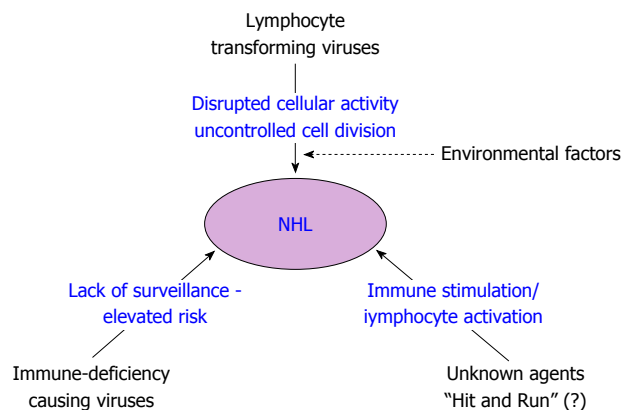 Lymphocyte
transforming viruses
Disrupted cellular activity
uncontrolled cell division
Environmental factors
NHL
Lack of surveillance -
elevated risk
Immune stimulation/
iymphocyte activation
Immune-deficiency
causing viruses
Unknown agents
“Hit and Run” (?)